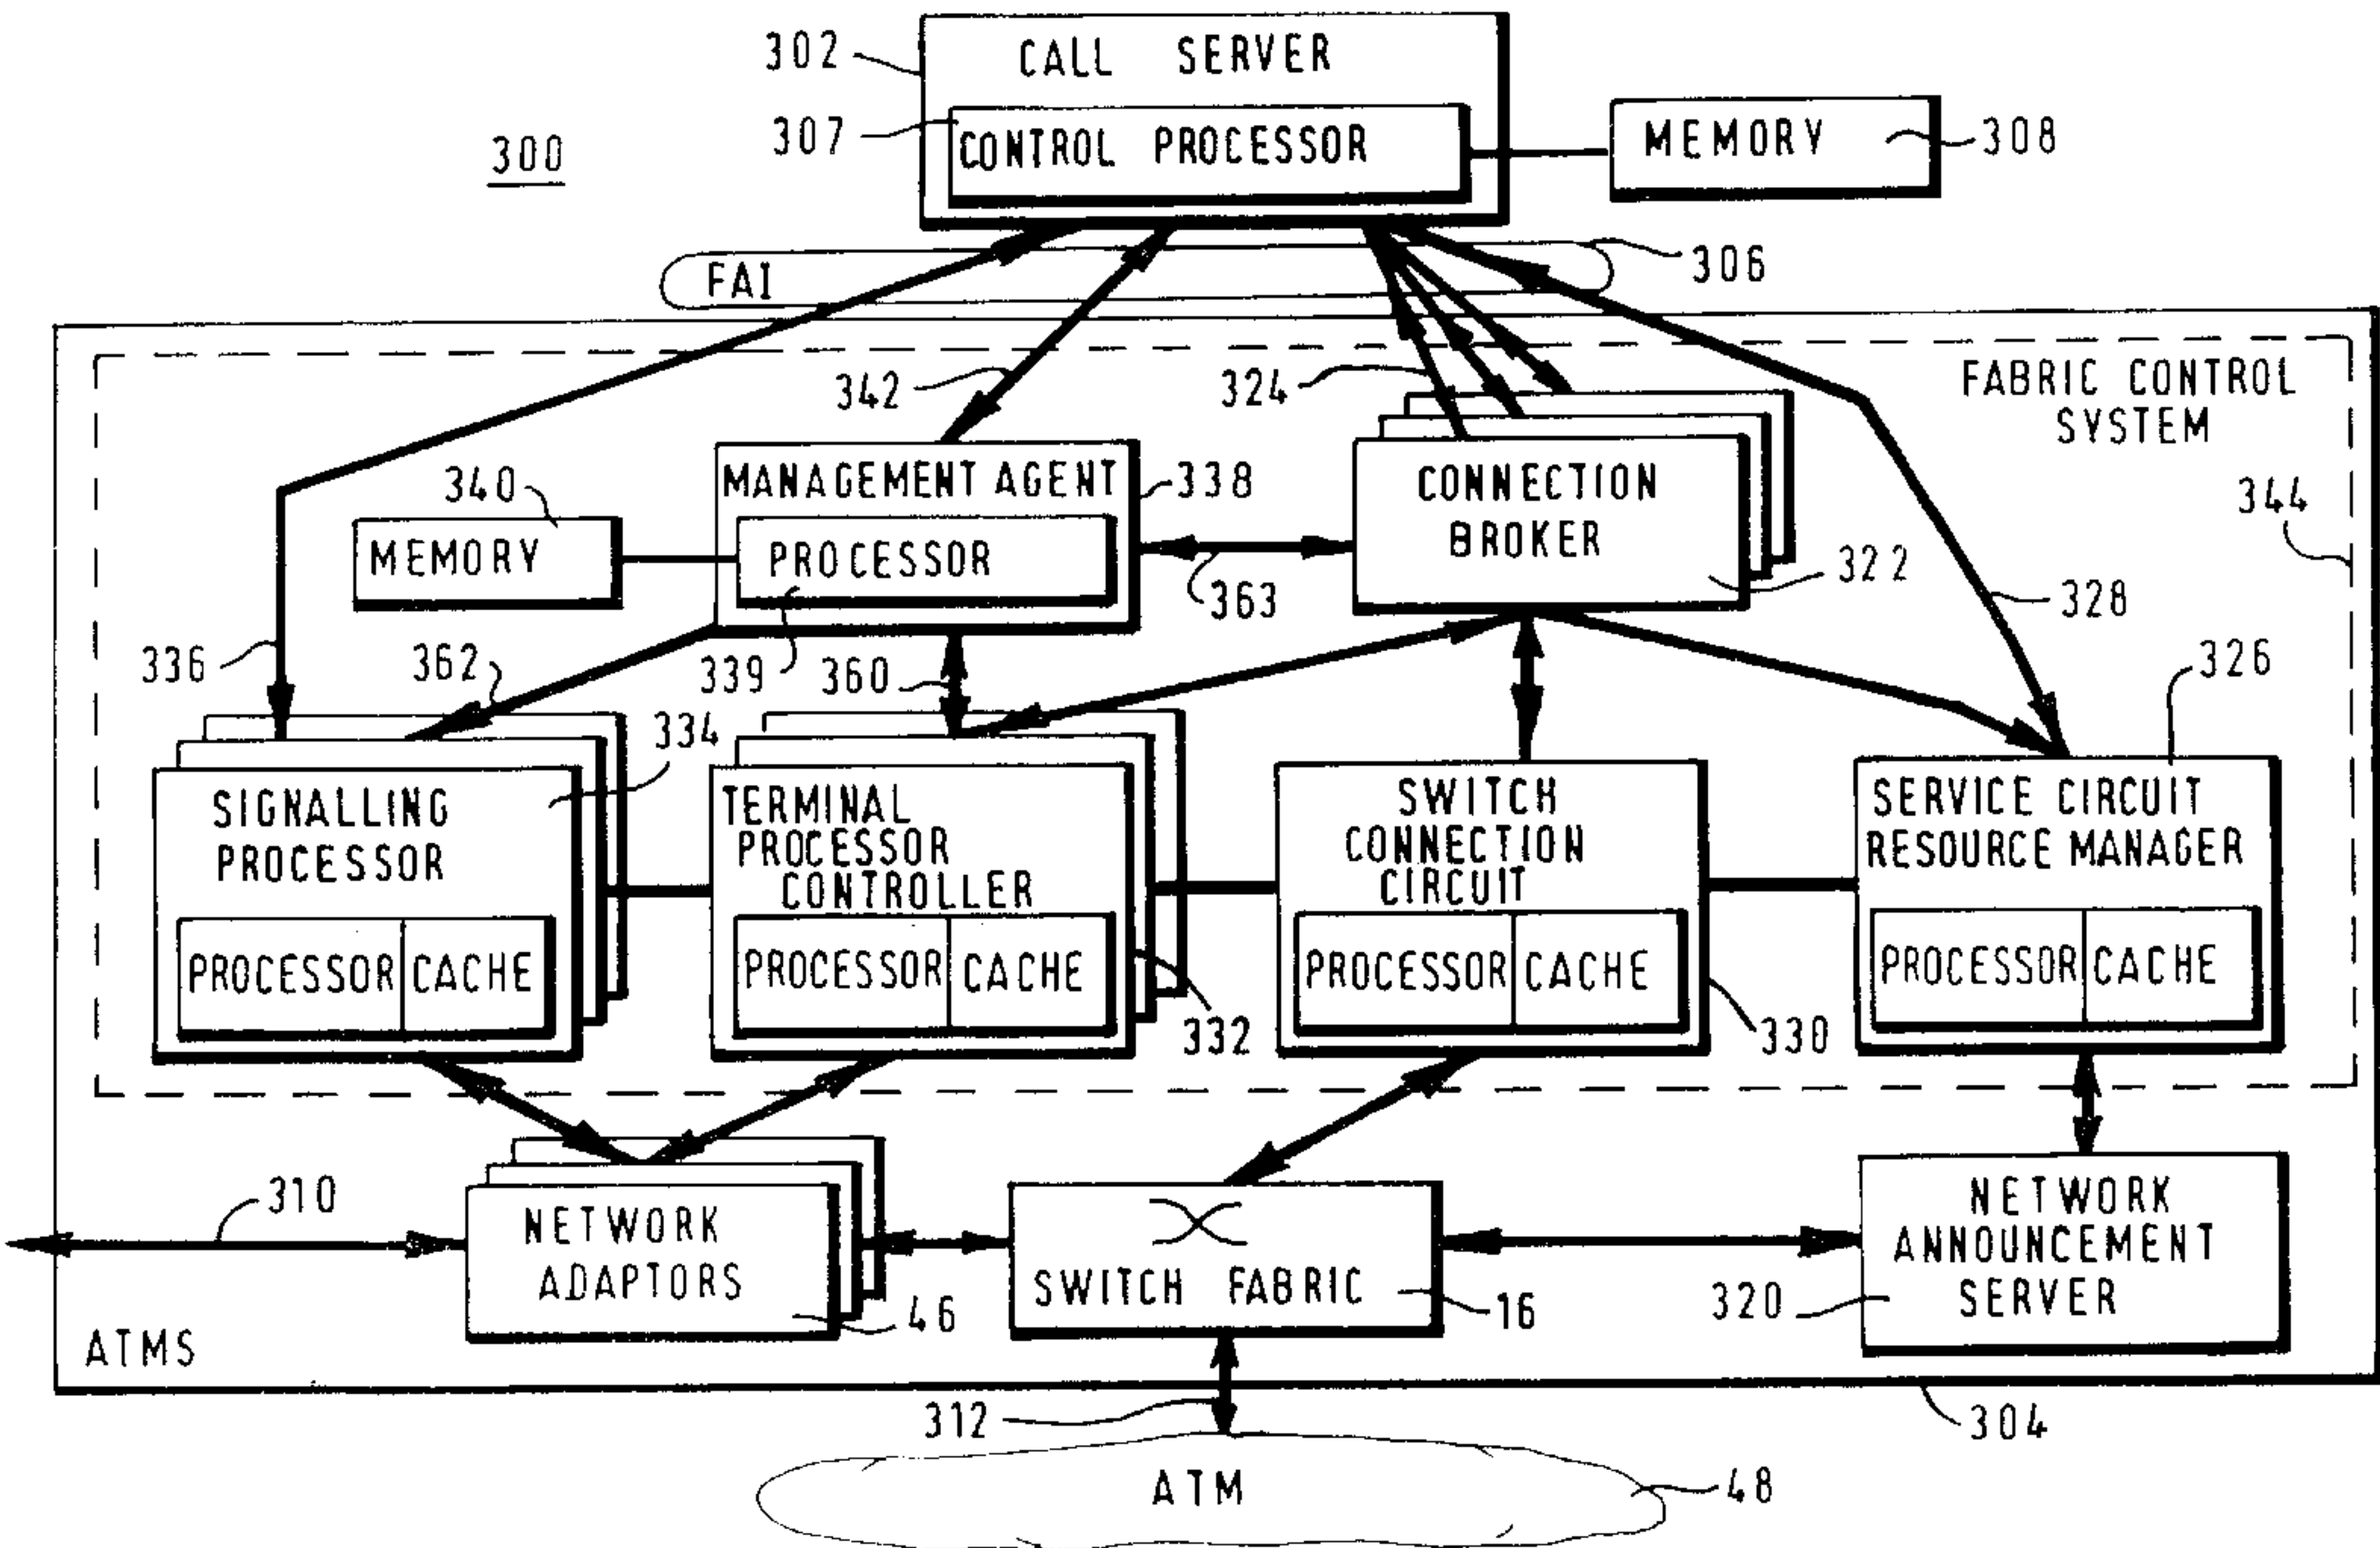 302
CALL SERVER
307
CONTROL PROCESSOR
MEMORY
308
300
FAI
306
FABRIC CONTROL
SYSTEM
342
324
344
340
MANAGEMENT AGENT
338
CONNECTION
BROKER
MEMORY
PROCESSOR
363
322
328
336
362
339
360
326
334
SIGNALLING
PROCESSOR
PROCESSOR
CACHE
TERMINAL
PROCESSOR
CONTROLLER
PROCESSOR
CACHE
332
SWITCH
CONNECTION
CIRCUIT
PROCESSOR
CACHE
330
SERVICE CIRCUIT
RESOURCE MANAGER
PROCESSOR
CACHE
310
NETWORK
ADAPTORS
46
SWITCH FABRIC
16
320
NETWORK
ANNOUNCEMENT
SERVER
ATMS
312
304
ATM
48